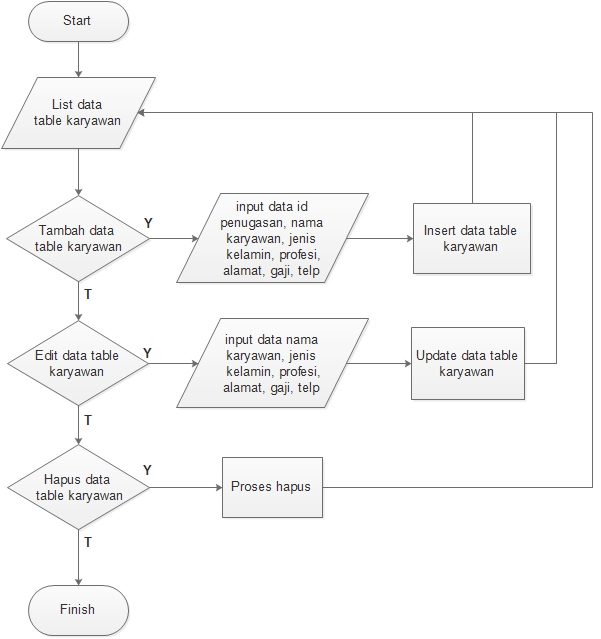 Start
List data
table karyawan
Tambah data
table karyawan
Y
input data id
penugasan, nama
karyawan, jenis
kelamin, profesi,
alamat, gaji, telp
Insert data table
karyawan
T
Edit data table
karyawan
Y
input data nama
karyawan, jenis
kelamin, profesi,
alamat, gaji, telp
Update data table
karyawan
T
Hapus data
table karyawan
Y
Proses hapus
T
Finish